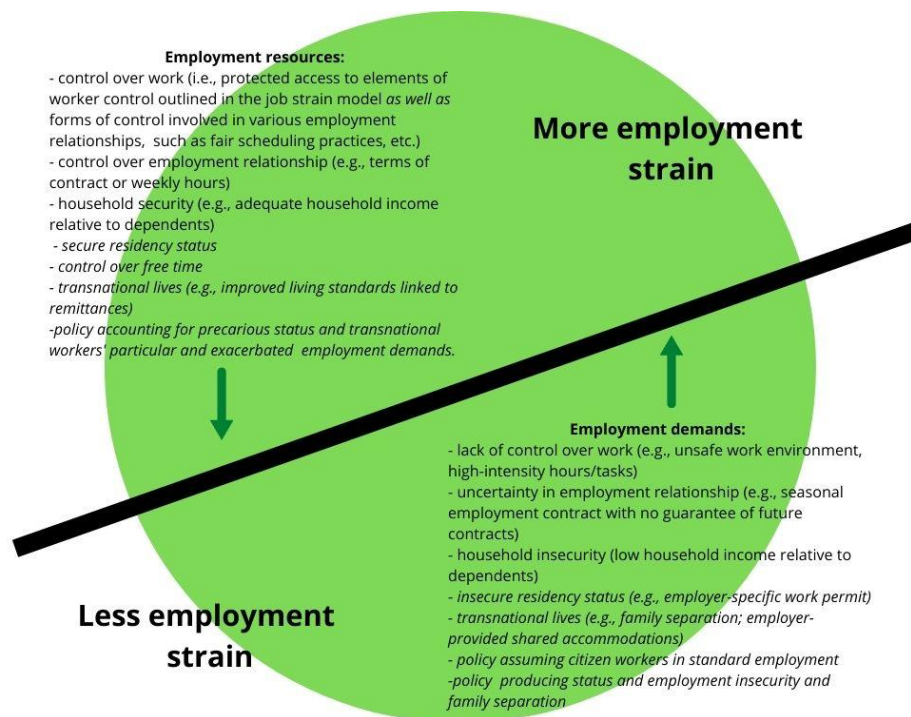 Employment resources:
- control over work (i.e., protected access to elements of
worker control outlined in the job strain model as well as
forms of control involved in various employment
relationships, such as fair scheduling practices, etc.)
- control over employment relationship (e.g., terms of
contract or weekly hours)
- household security (e.g., adequate household income
relative to dependents)
- secure residency status
- control over free time
- transnational lives (e.g., improved living standards linked to
remittances)
-policy accounting for precarious status and transnational
workers' particular and exacerbated employment demands.
More employment
strain
Less employment
strain
Employment demands:
- lack of control over work (e.g., unsafe work environment,
high-intensity hours/tasks)
- uncertainty in employment relationship (e.g., seasonal
employment contract with no guarantee of future
contracts)
- household insecurity (low household income relative to
dependents)
- insecure residency status (e.g., employer-specific work permit)
- transnational lives (e.g., family separation; employer-
provided shared accommodations)
- policy assuming citizen workers in standard employment
-policy producing status and employment insecurity and
family separation